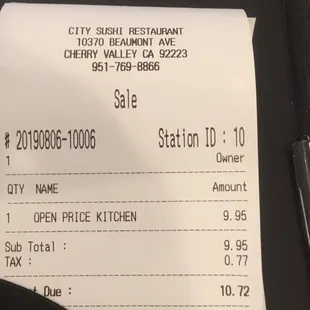 CITY SUSHI RESTAURANT
10370 BEAUMONT AVE
CHERRY VALLEY CA 92223
951-769-8866
Sale
# 20190806-10006 Station ID : 10
1 Owner
QTY NAME Amount
1 OPEN PRICE KITCHEN 9.95
Sub Total : 9.95
TAX : 0.77
Due : 10.72